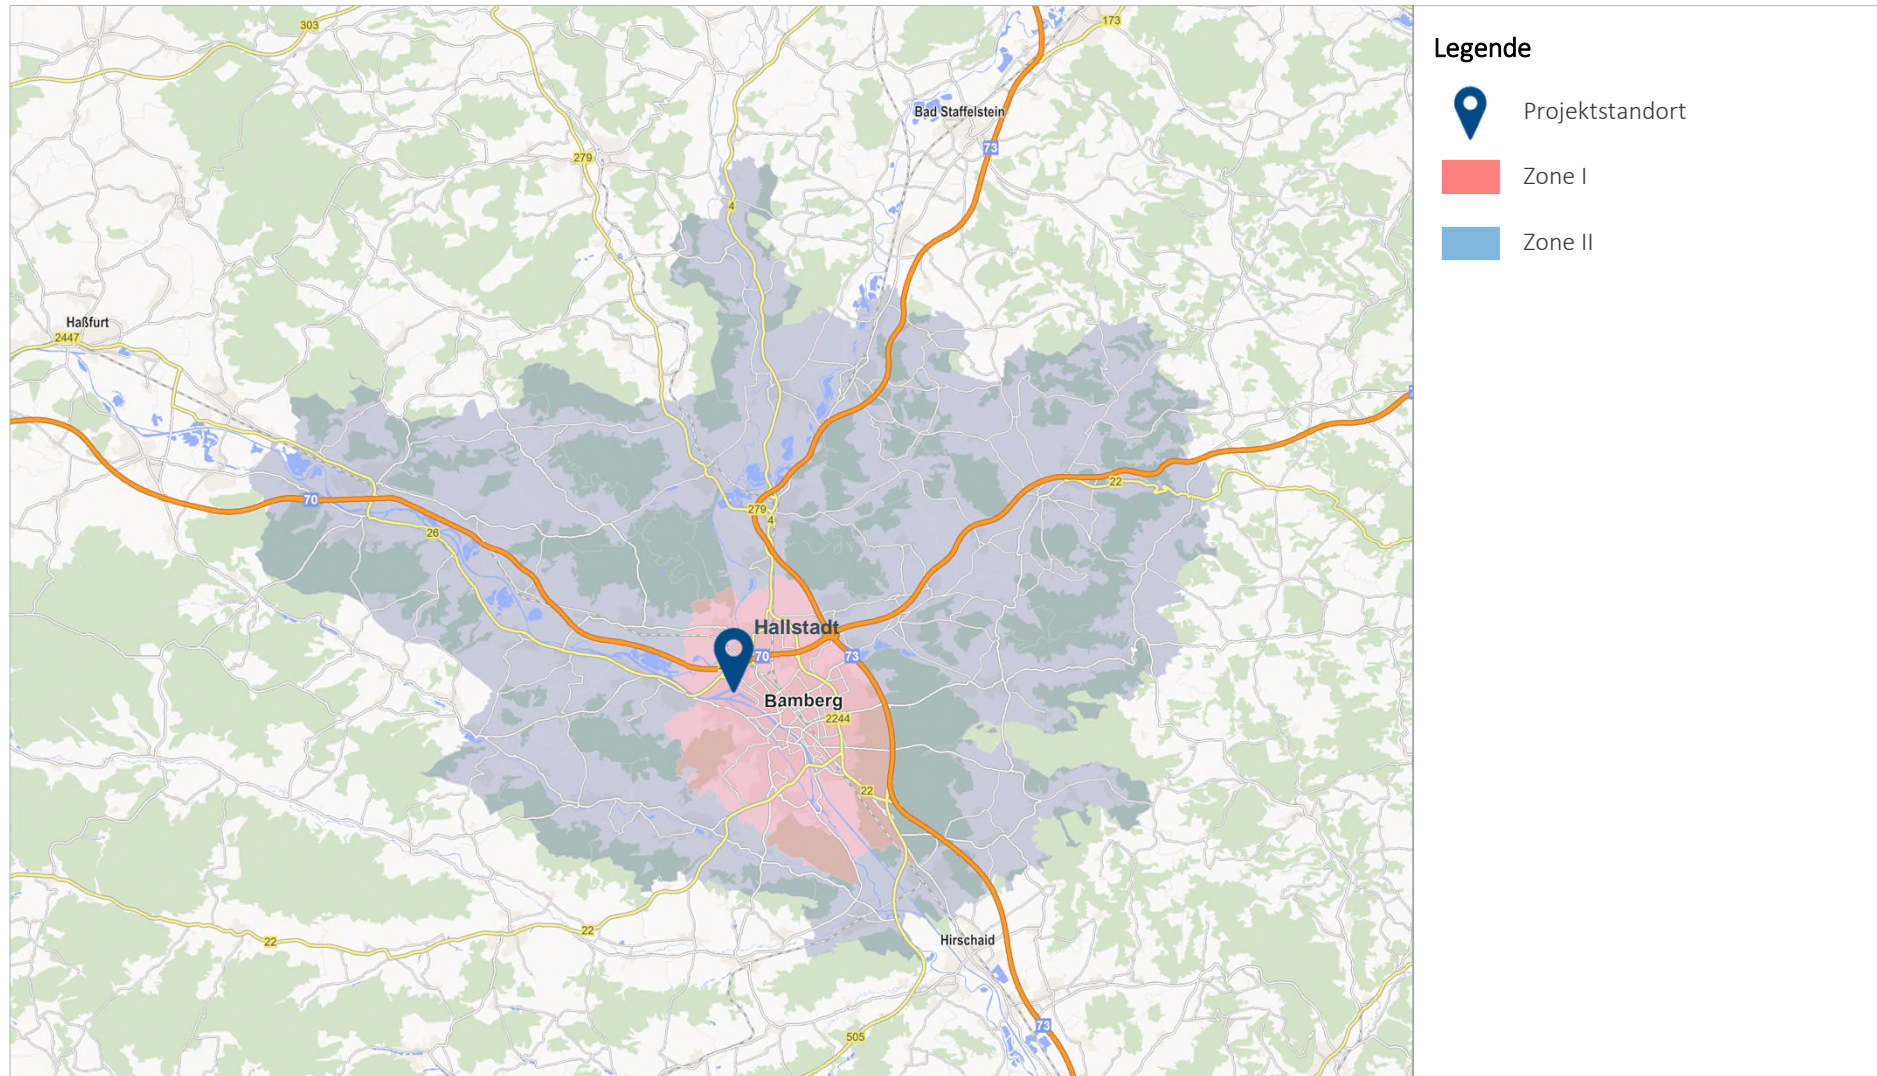 303
173
Legende
Bad Staffelstein
Projektstandort
73
279
Zone I
4
Zone II
Haßfurt
2447
22
70
279
4
26
Hallstadt
70
73
Bamberg
2244
22
22
22
Hirschaid
73
505